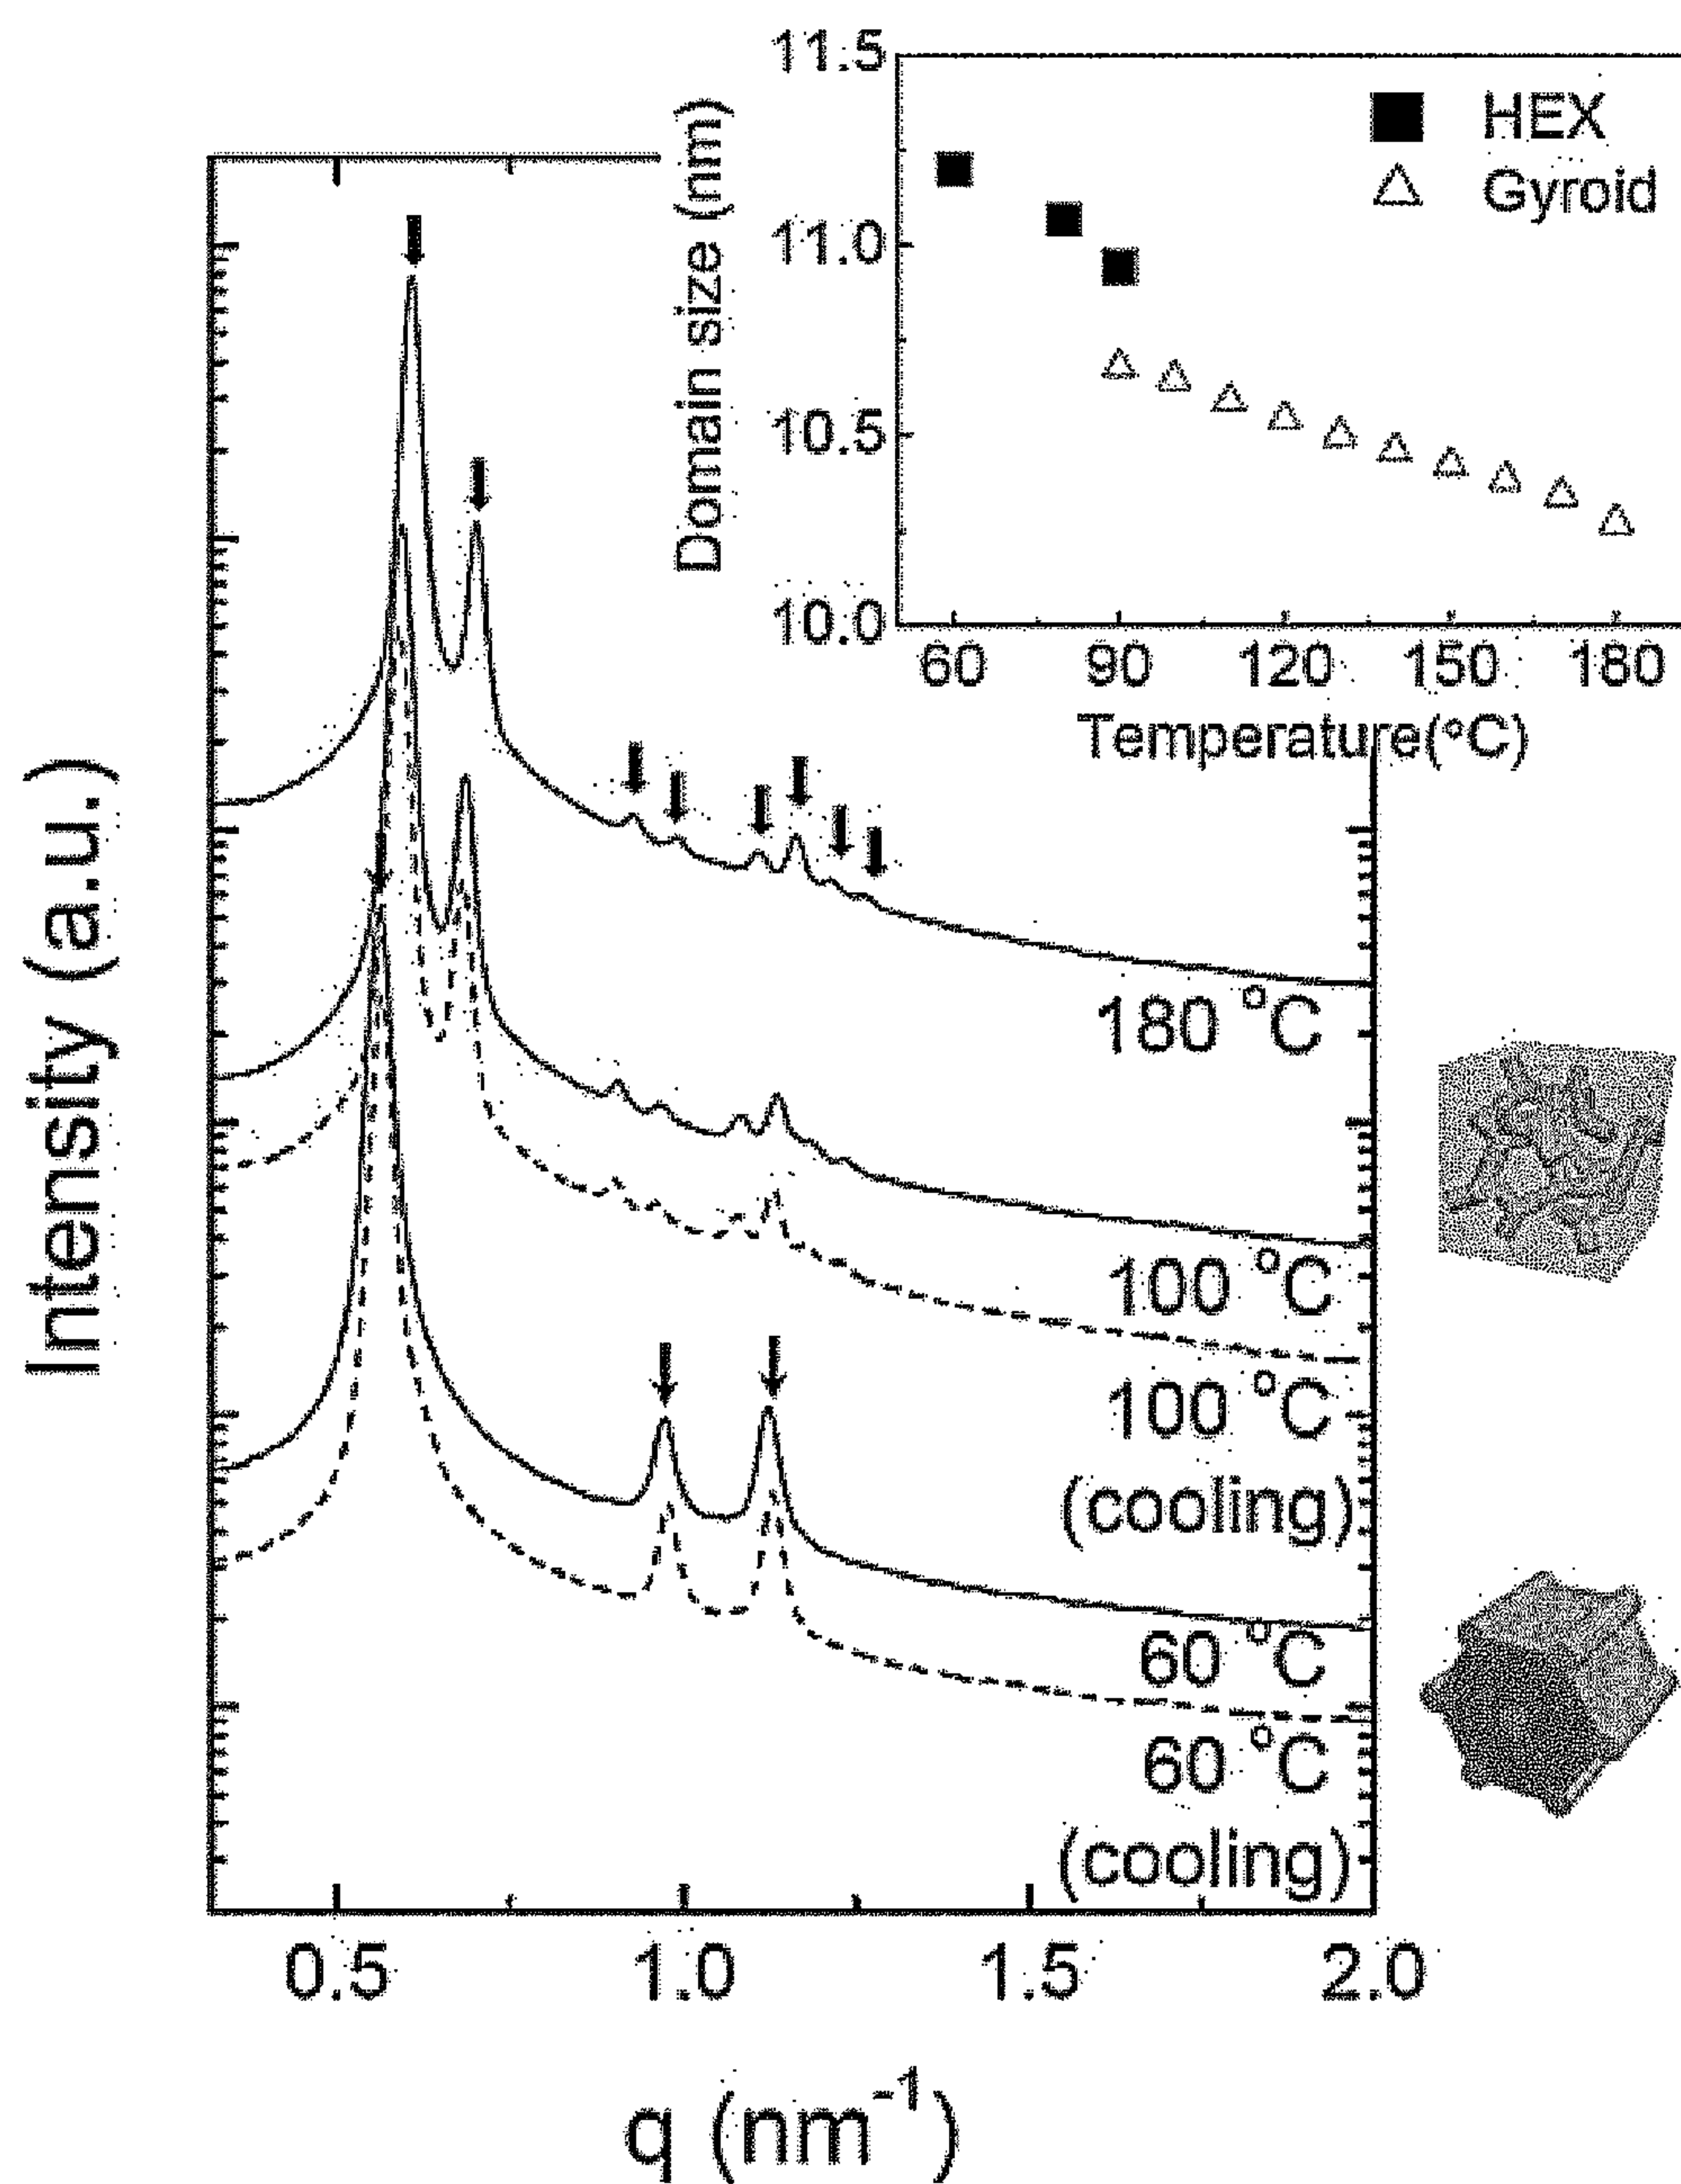 11.5
11.0
10.5
10.0
Domain size (nm)
HEX
Gyroid
60 90 120 150 180
Temperature(°C)
Intensity (a.u.)
180 °C
100 °C
100 °C
(cooling)
60 °C
60 °C
(cooling)
0.5 1.0 1.5 2.0
q (nm⁻¹)